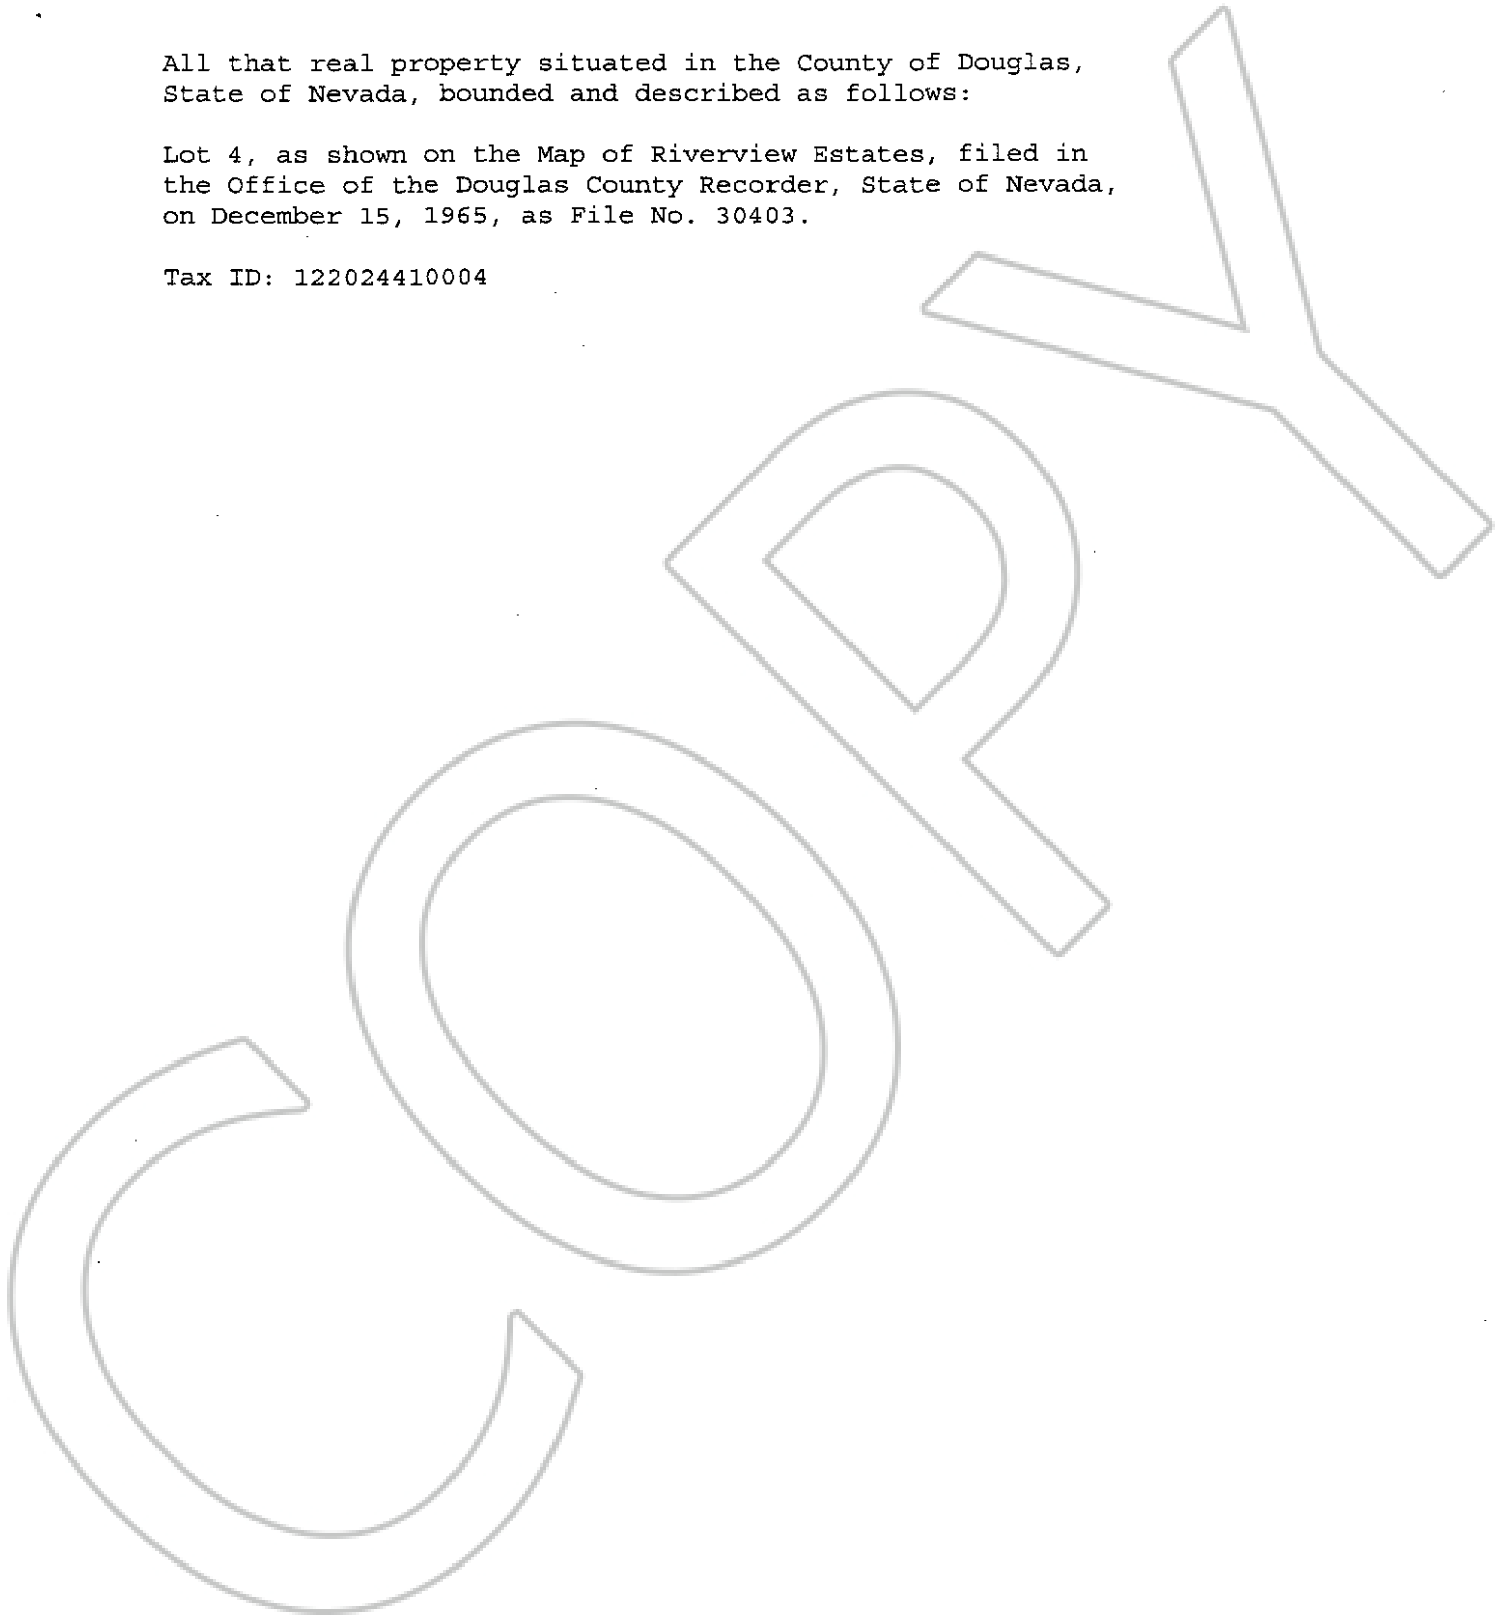 All that real property situated in the County of Douglas,
State of Nevada, bounded and described as follows:
Lot 4, as shown on the Map of Riverview Estates, filed in
the Office of the Douglas County Recorder, State of Nevada,
on December 15, 1965, as File No. 30403.
Tax ID: 122024410004
COPY